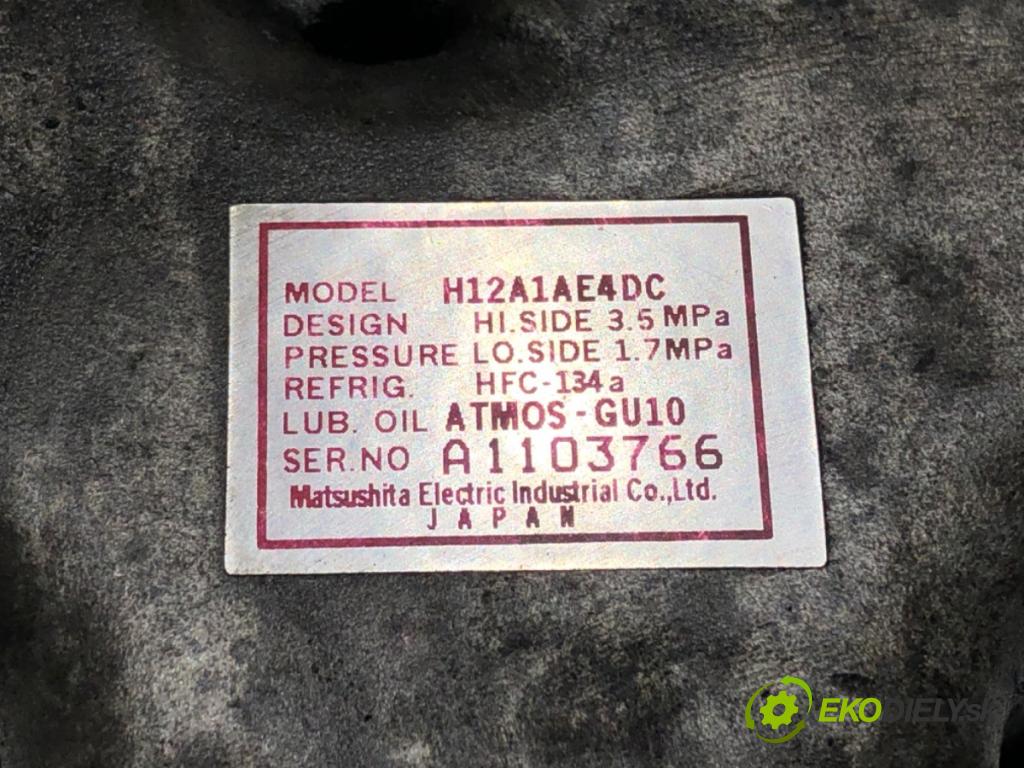 MODEL H12A1AE4DC
DESIGN HI.SIDE 3.5 MPa
PRESSURE LO.SIDE 1.7MPa
REFRIG. HFC-134a
LUB. OIL ATMOS-GU10
SER.NO A1103766
Matsushita Electric Industrial Co.,Ltd.
JAPAN
EKODIELY.sk